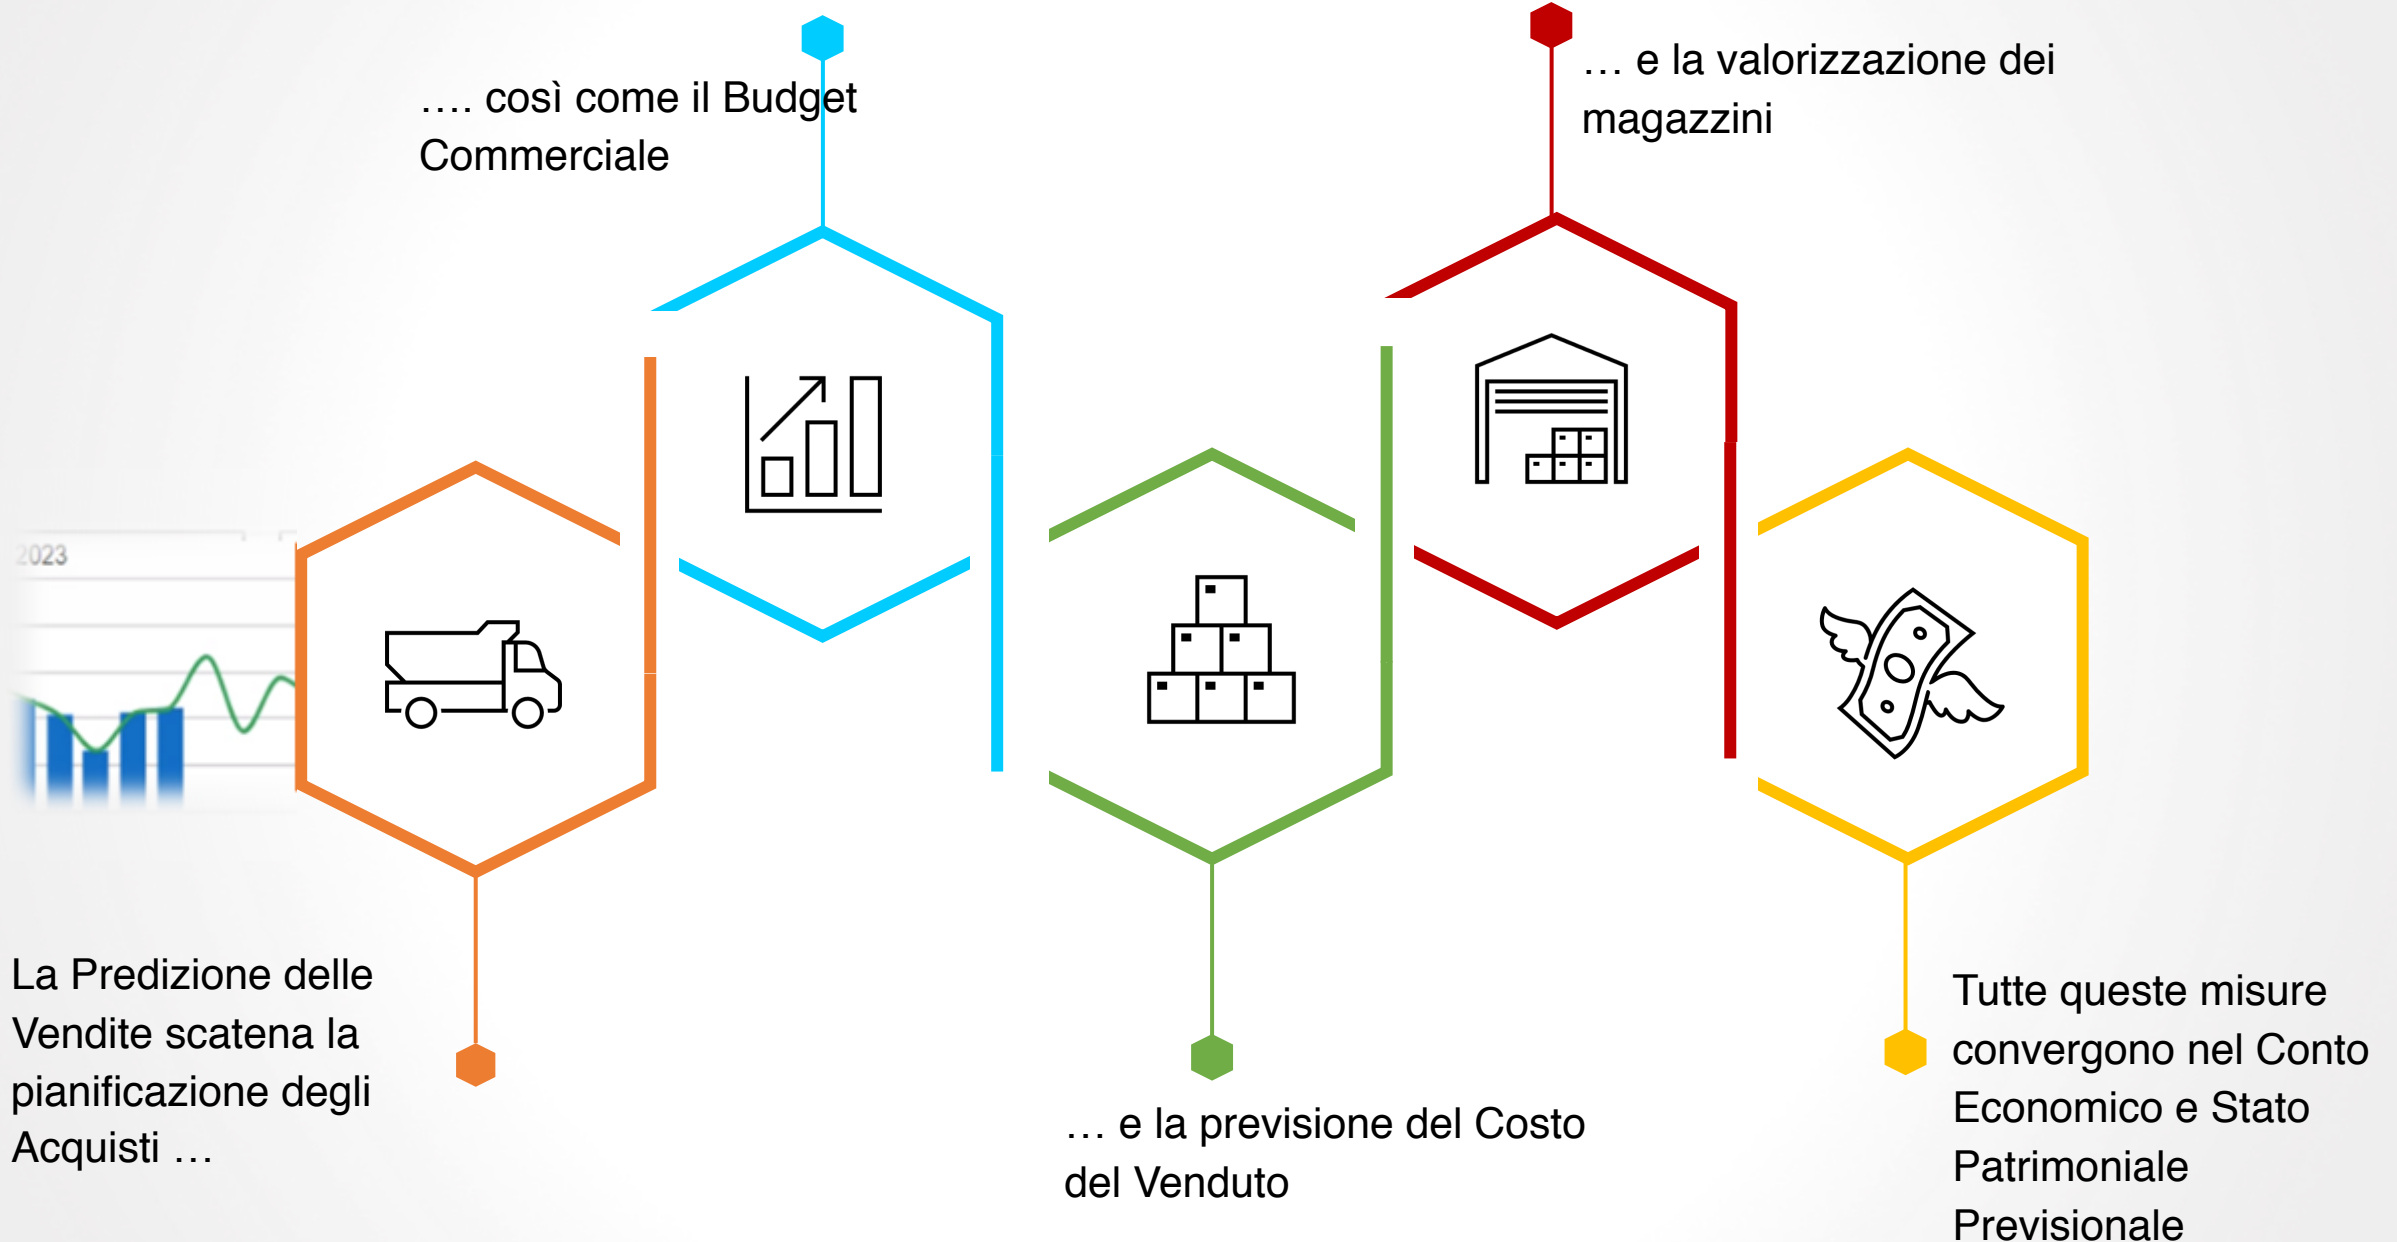 …. così come il Budget
Commerciale
… e la valorizzazione dei
magazzini
2023
La Predizione delle
Vendite scatena la
pianificazione degli
Acquisti …
… e la previsione del Costo
del Venduto
Tutte queste misure
convergono nel Conto
Economico e Stato
Patrimoniale
Previsionale